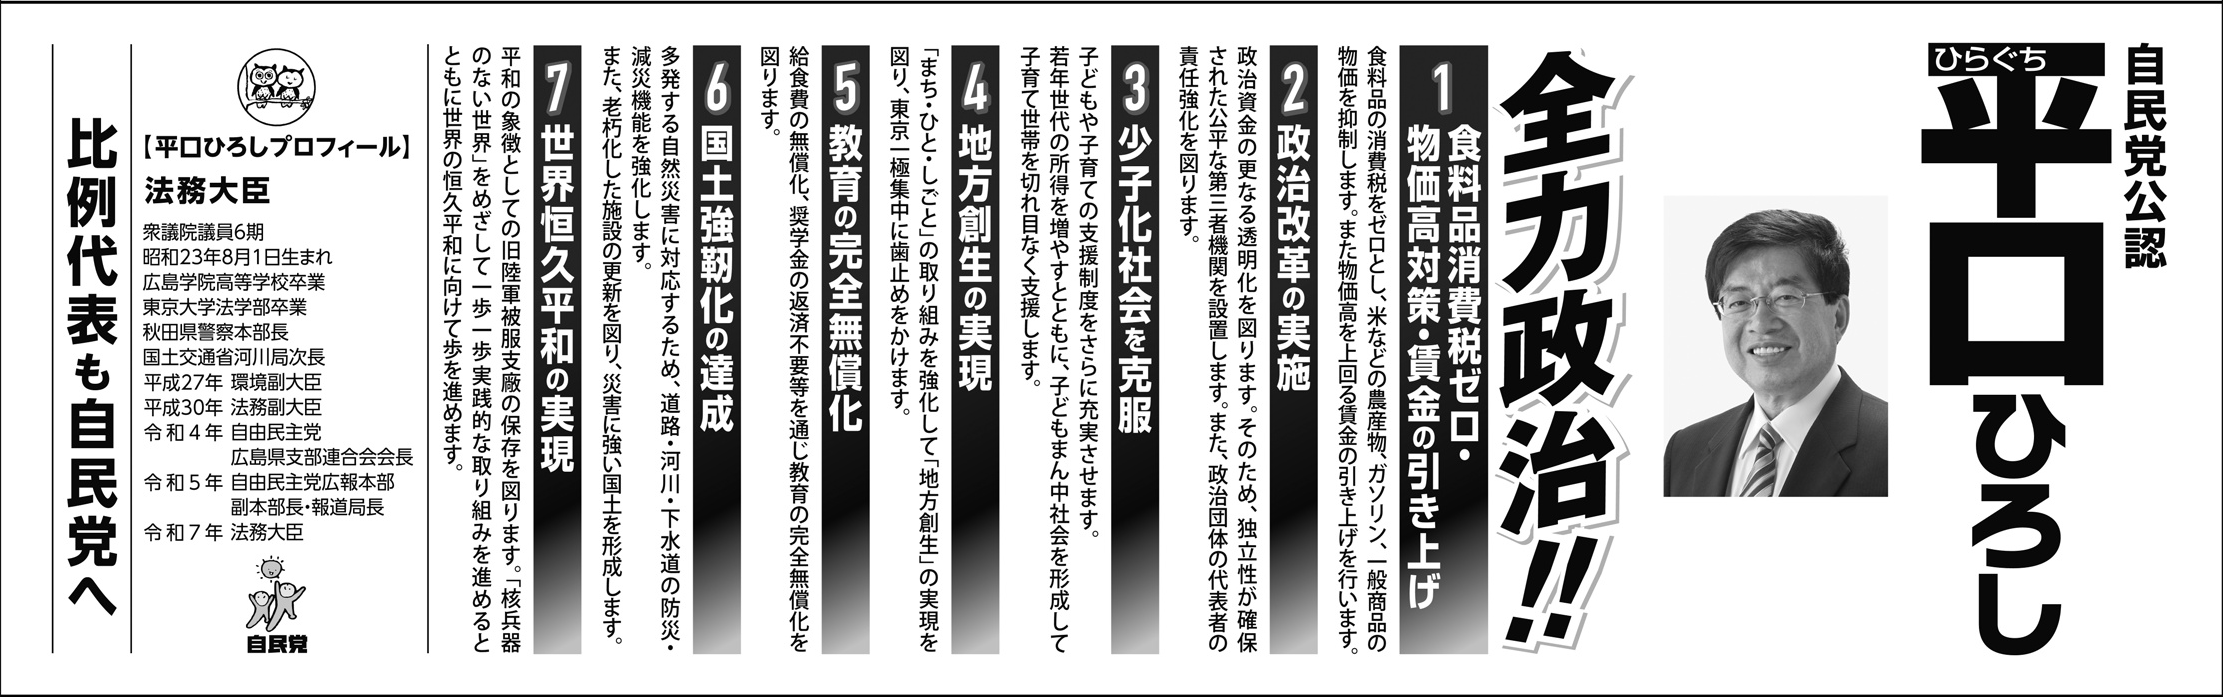 自民党公認
ひらぐち
平口ひろし
全力政治!!
1 食料品消費税ゼロ・
物価高対策・賃金の引き上げ
食料品の消費税をゼロとし、米などの農産物、ガソリン、一般商品の
物価を抑制します。また物価高を上回る賃金の引き上げを行います。
2 政治改革の実施
政治資金の更なる透明化を図ります。そのため、独立性が確保
された公平な第三者機関を設置します。また、政治団体の代表者の
責任強化を図ります。
3 少子化社会を克服
子どもや子育ての支援制度をさらに充実させます。
若年世代の所得を増やすとともに、子どもまん中社会を形成して
子育て世帯を切れ目なく支援します。
4 地方創生の実現
「まち・ひと・しごと」の取り組みを強化して「地方創生」の実現を
図り、東京一極集中に歯止めをかけます。
5 教育の完全無償化
給食費の無償化、奨学金の返済不要等を通じ教育の完全無償化を
図ります。
6 国土強靭化の達成
多発する自然災害に対応するため、道路・河川・下水道の防災・
減災機能を強化します。
また、老朽化した施設の更新を図り、災害に強い国土を形成します。
7 世界恒久平和の実現
平和の象徴としての旧陸軍被服支廠の保存を図ります。「核兵器
のない世界」をめざして一歩一歩実践的な取り組みを進めると
ともに世界の恒久平和に向けて歩を進めます。
【平口ひろしプロフィール】
法務大臣
衆議院議員6期
昭和23年8月1日生まれ
広島学院高等学校卒業
東京大学法学部卒業
秋田県警察本部長
国土交通省河川局次長
平成27年 環境副大臣
平成30年 法務副大臣
令和4年 自由民主党
広島県支部連合会会長
令和5年 自由民主党広報本部
副本部長・報道局長
令和7年 法務大臣
自民党
比例代表も自民党へ